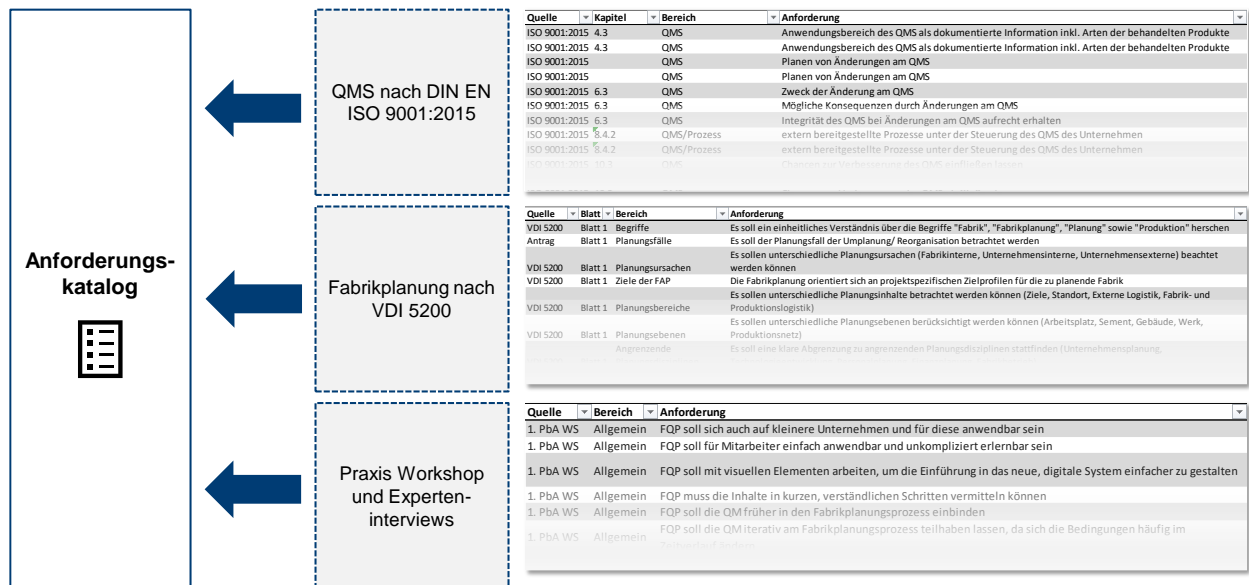 Anforderungs-
katalog
QMS nach DIN EN
ISO 9001:2015
Quelle Kapitel Bereich Anforderung
ISO 9001:2015 4.3 QMS Anwendungsbereich des QMS als dokumentierte Information inkl. Arten der behandelten Produkte
ISO 9001:2015 4.3 QMS Anwendungsbereich des QMS als dokumentierte Information inkl. Arten der behandelten Produkte
ISO 9001:2015 QMS Planen von Änderungen am QMS
ISO 9001:2015 QMS Planen von Änderungen am QMS
ISO 9001:2015 6.3 QMS Zweck der Änderung am QMS
ISO 9001:2015 6.3 QMS Mögliche Konsequenzen durch Änderungen am QMS
ISO 9001:2015 6.3 QMS Integrität des QMS bei Änderungen am QMS aufrecht erhalten
ISO 9001:2015 8.4.2 QMS/Prozess extern bereitgestellte Prozesse unter der Steuerung des QMS des Unternehmen
ISO 9001:2015 8.4.2 QMS/Prozess extern bereitgestellte Prozesse unter der Steuerung des QMS des Unternehmen
ISO 9001:2015 10.3 QMS Chancen zur Verbesserung des QMS einfließen lassen
Fabrikplanung nach
VDI 5200
Quelle Blatt Bereich Anforderung
VDI 5200 Blatt 1 Begriffe Es soll ein einheitliches Verständnis über die Begriffe "Fabrik", "Fabrikplanung", "Planung" sowie "Produktion" herschen
Antrag Blatt 1 Planungsfälle Es soll der Planungsfall der Umplanung/ Reorganisation betrachtet werden
Es sollen unterschiedliche Planungsursachen (Fabrikinterne, Unternehmensinterne, Unternehmensexterne) beachtet
VDI 5200 Blatt 1 Planungsursachen werden können
VDI 5200 Blatt 1 Ziele der FAP Die Fabrikplanung orientiert sich an projektspezifischen Zielprofilen für die zu planende Fabrik
Es sollen unterschiedliche Planungsinhalte betrachtet werden können (Ziele, Standort, Externe Logistik, Fabrik- und
VDI 5200 Blatt 1 Planungsbereiche Produktionslogistik)
Es sollen unterschiedliche Planungsebenen berücksichtigt werden können (Arbeitsplatz, Sement, Gebäude, Werk,
VDI 5200 Blatt 1 Planungsebenen Produktionsnetz)
Angrenzende Es soll eine klare Abgrenzung zu angrenzenden Planungsdisziplinen stattfinden (Unternehmensplanung,
Praxis Workshop
und Experten-
interviews
Quelle Bereich Anforderung
1. PbA WS Allgemein FQP soll sich auch auf kleinere Unternehmen und für diese anwendbar sein
1. PbA WS Allgemein FQP soll für Mitarbeiter einfach anwendbar und unkompliziert erlernbar sein
1. PbA WS Allgemein FQP soll mit visuellen Elementen arbeiten, um die Einführung in das neue, digitale System einfacher zu gestalten
1. PbA WS Allgemein FQP muss die Inhalte in kurzen, verständlichen Schritten vermitteln können
1. PbA WS Allgemein FQP soll die QM früher in den Fabrikplanungsprozess einbinden
FQP soll die QM iterativ am Fabrikplanungsprozess teilhaben lassen, da sich die Bedingungen häufig im
1. PbA WS Allgemein